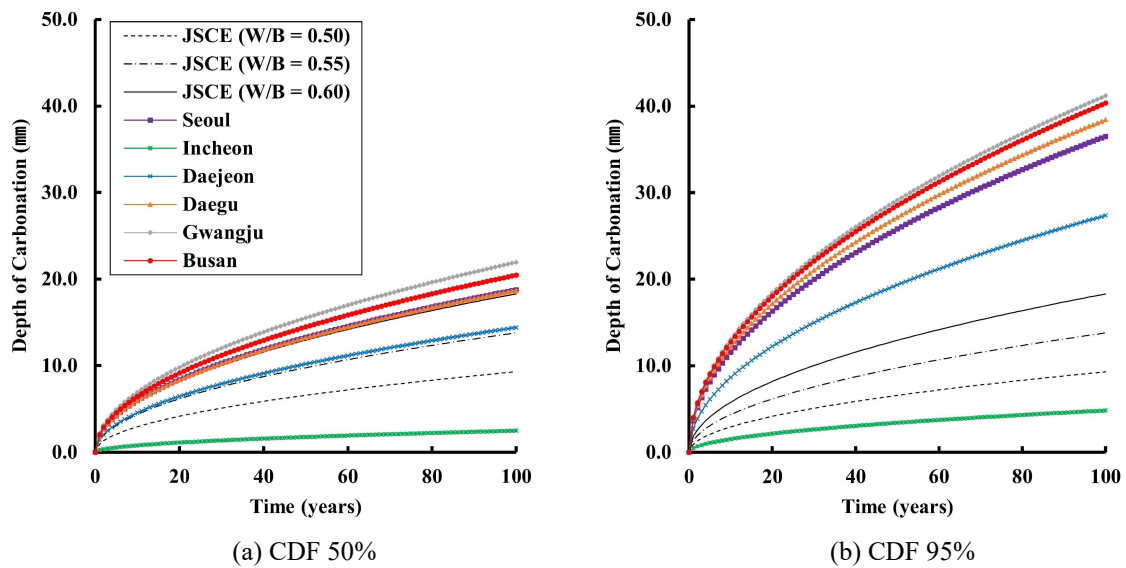 50.0
40.0
30.0
20.0
10.0
0.0
Depth of Carbonation (㎜)
JSCE (W/B = 0.50)
JSCE (W/B = 0.55)
JSCE (W/B = 0.60)
Seoul
Incheon
Daejeon
Daegu
Gwangju
Busan
0 20 40 60 80 100
Time (years)
(a) CDF 50%
50.0
40.0
30.0
20.0
10.0
0.0
Depth of Carbonation (㎜)
0 20 40 60 80 100
Time (years)
(b) CDF 95%